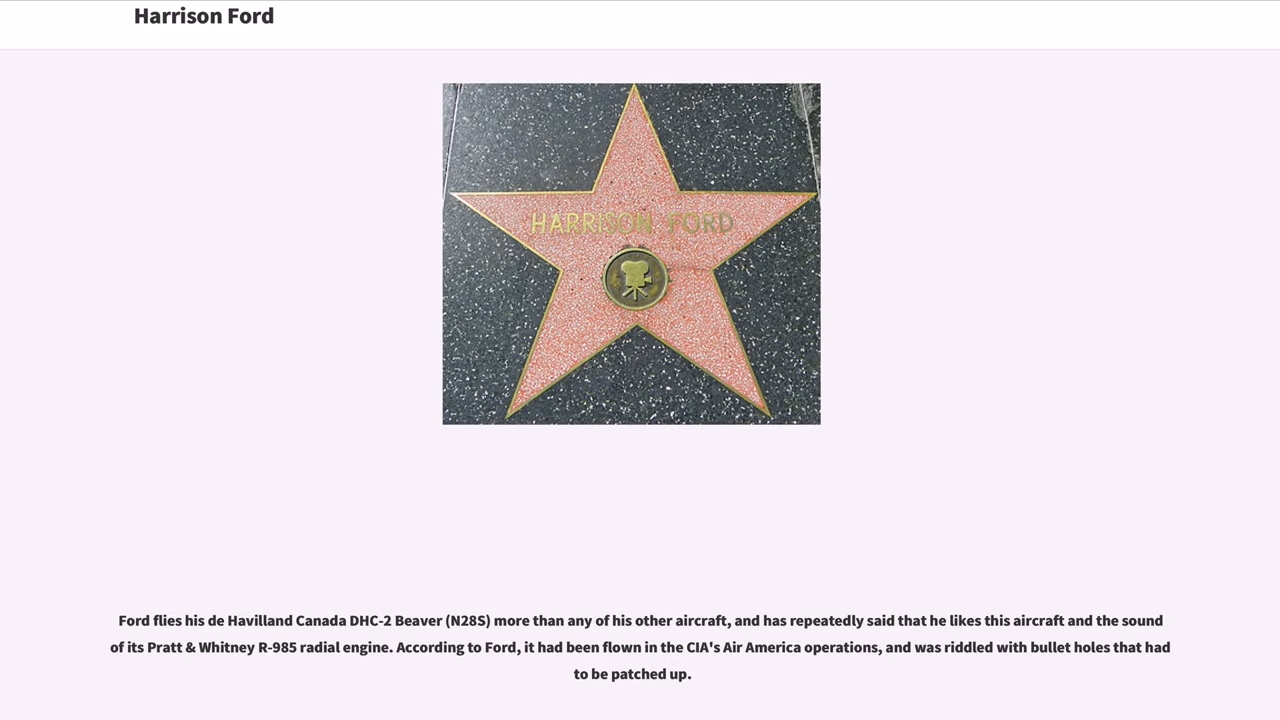 Harrison Ford
HARRISON FORD
Ford flies his de Havilland Canada DHC-2 Beaver (N28S) more than any of his other aircraft, and has repeatedly said that he likes this aircraft and the sound
of its Pratt & Whitney R-985 radial engine. According to Ford, it had been flown in the CIA's Air America operations, and was riddled with bullet holes that had
to be patched up.